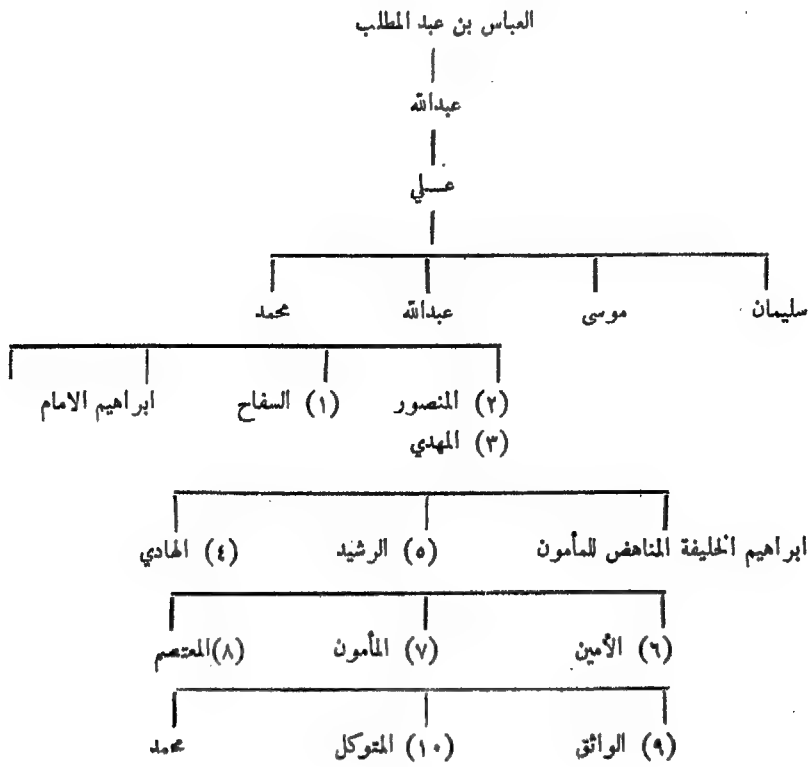 العباس بن عبد المطلب
عبدالله
عـلي
سليمان موسى عبدالله محمد
(٢) المنصور (١) السفاح ابراهيم الامام
(٣) المهدي
ابراهيم الخليفة المناهض للمأمون (٥) الرشيد (٤) الهادي
(٦) الأمين (٧) المأمون (٨)المعتصم
(٩) الواثق (١٠) المتوكل محمد